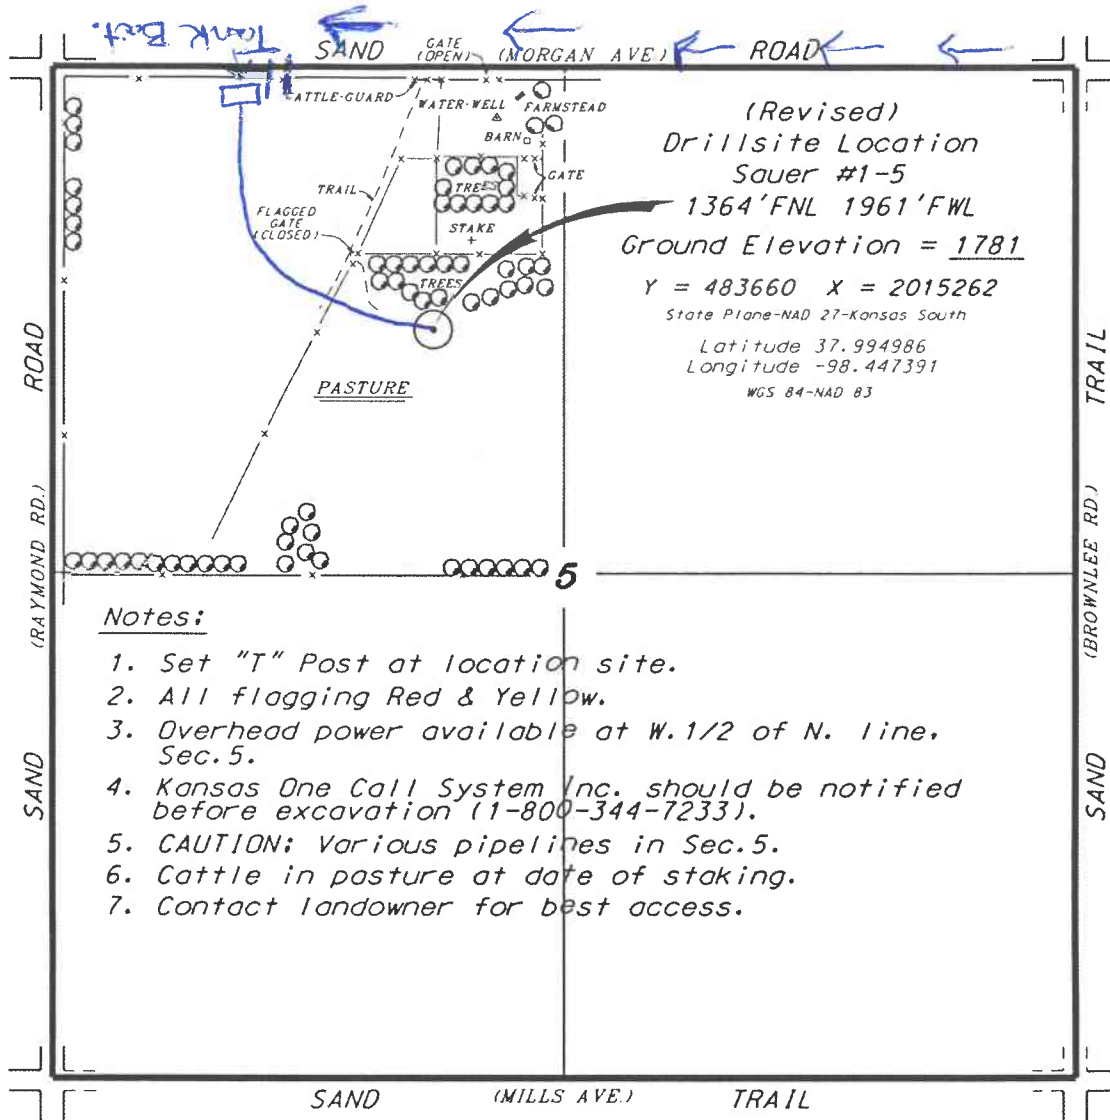 Tank Batt.
SAND (MORGAN AVE.) ROAD
GATE
(OPEN)
CATTLE-GUARD
WATER-WELL
FARMSTEAD
BARN
TREES
GATE
TRAIL
FLAGGED
GATE
(CLOSED)
STAKE
TREES
PASTURE
(Revised)
Drillsite Location
Sauer #1-5
1364'FNL 1961'FWL
Ground Elevation = 1781
Y = 483660 X = 2015262
State Plane-NAD 27-Kansas South
Latitude 37.994986
Longitude -98.447391
WGS 84-NAD 83
SAND (RAYMOND RD.) ROAD
SAND (BROWNLEE RD.) TRAIL
5
Notes:
1. Set "T" Post at location site.
2. All flagging Red & Yellow.
3. Overhead power available at W.1/2 of N. line,
Sec.5.
4. Kansas One Call System Inc. should be notified
before excavation (1-800-344-7233).
5. CAUTION: Various pipelines in Sec.5.
6. Cattle in pasture at date of staking.
7. Contact landowner for best access.
SAND (MILLS AVE.) TRAIL